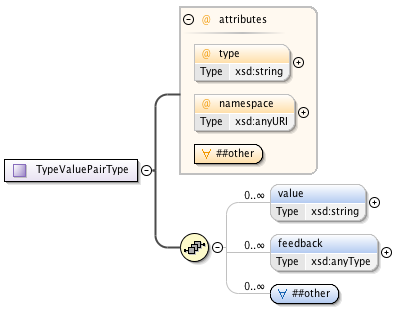 attributes
@ type
Type xsd:string
@ namespace
Type xsd:anyURI
∀ ##other
TypeValuePairType
0..∞ value
Type xsd:string
0..∞ feedback
Type xsd:anyType
0..∞ ∀ ##other